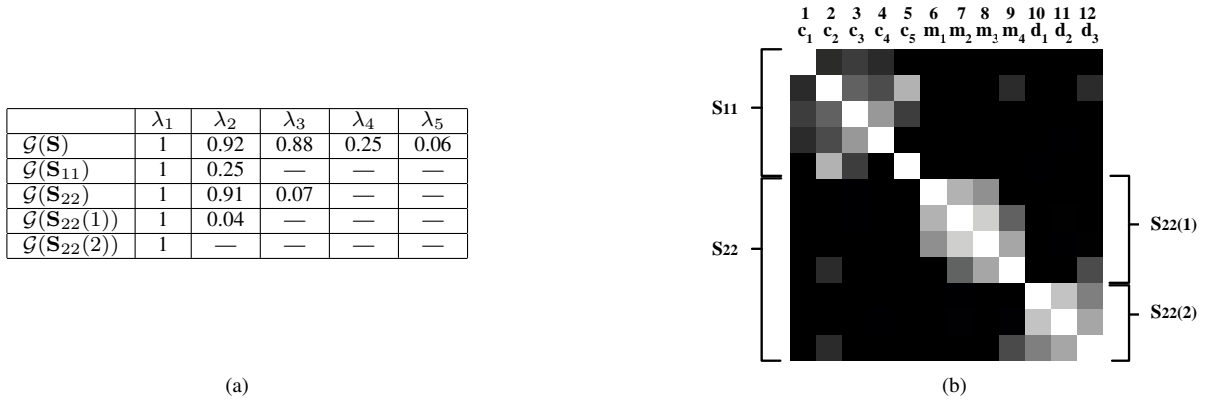 λ1 λ2 λ3 λ4 λ5
G(S) 1 0.92 0.88 0.25 0.06
G(S11) 1 0.25 — — —
G(S22) 1 0.91 0.07 — —
G(S22(1)) 1 0.04 — — —
G(S22(2)) 1 — — — —
(a)
1 2 3 4 5 6 7 8 9 10 11 12
c1 c2 c3 c4 c5 m1 m2 m3 m4 d1 d2 d3
S11
S22
S22(1)
S22(2)
(b)